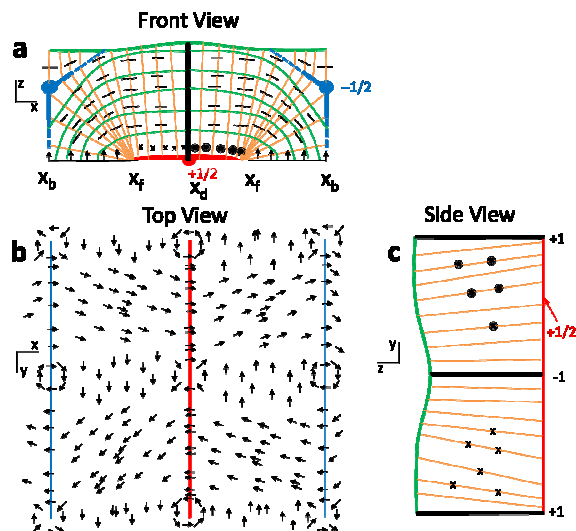 Front View
a
z
x
−1/2
+1/2
x_b x_f x_d x_f x_b
Top View
Side View
b
c
+1
x
y
y
z
+1/2
-1
+1